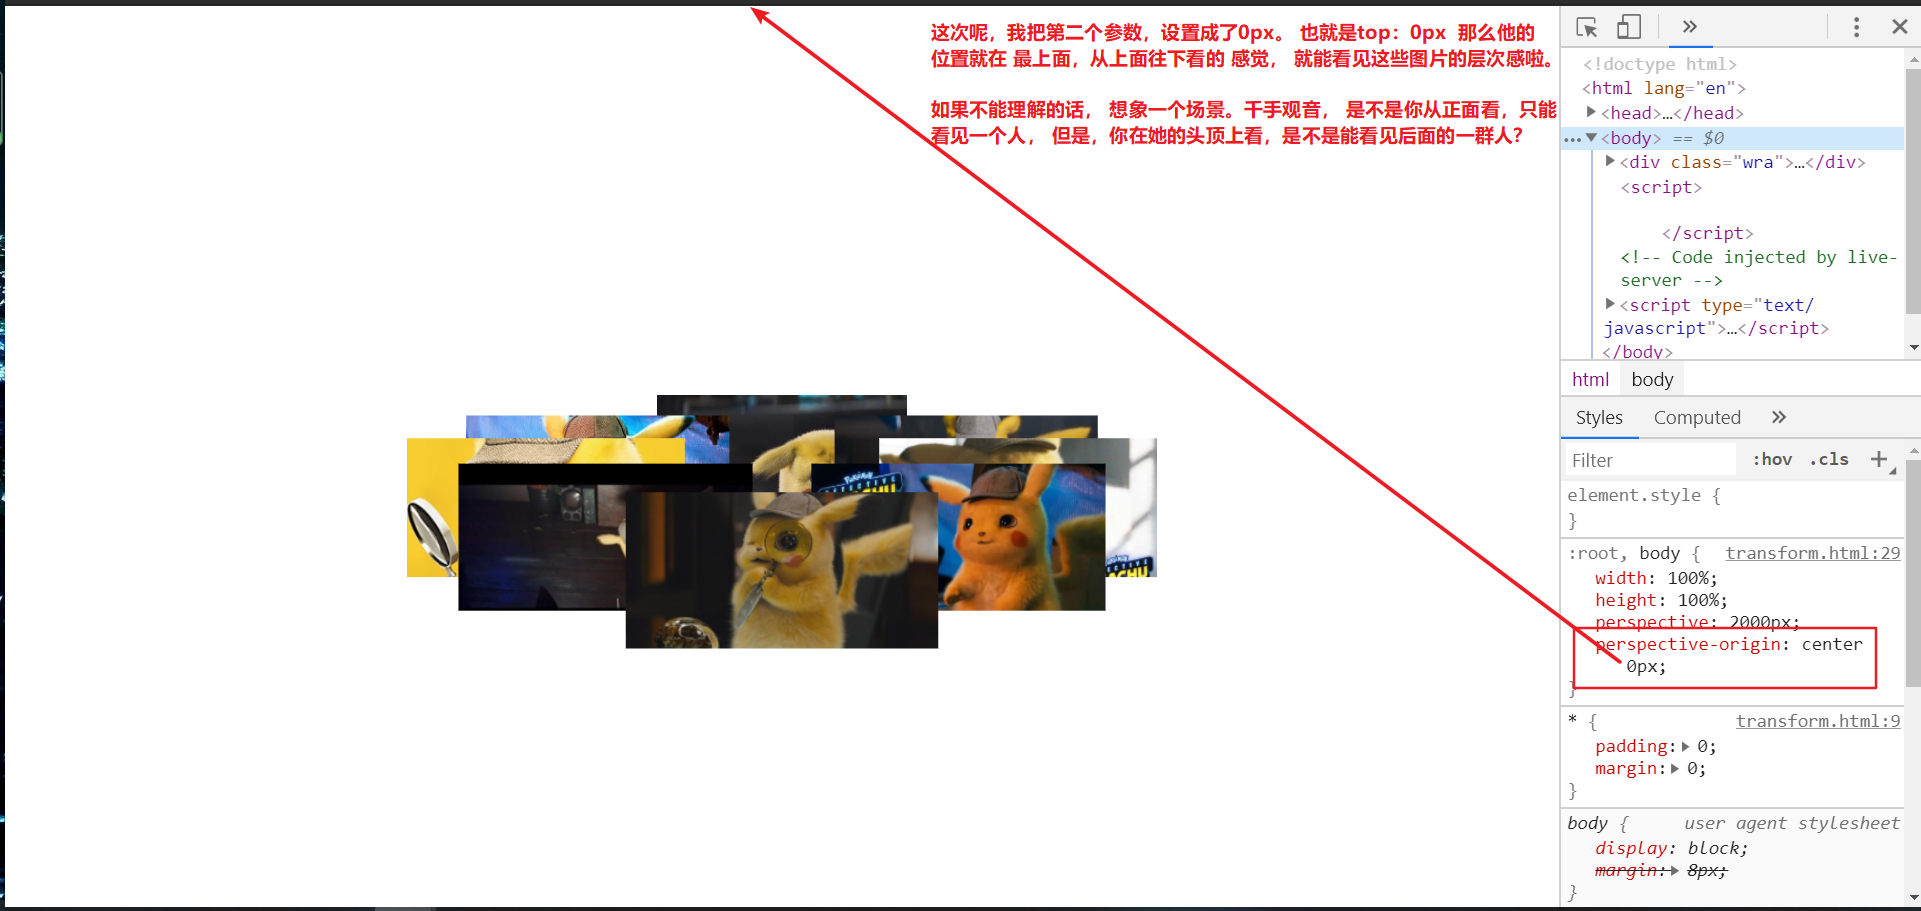 这次呢，我把第二个参数，设置成了0px。 也就是top：0px 那么他的
位置就在 最上面，从上面往下看的 感觉， 就能看见这些图片的层次感啦。
如果不能理解的话， 想象一个场景。千手观音， 是不是你从正面看，只能
看见一个人， 但是，你在她的头顶上看，是不是能看见后面的一群人？
<!doctype html>
<html lang="en">
<head>…</head>
<body> == $0
<div class="wra">…</div>
<script>
</script>
<!-- Code injected by live-
server -->
<script type="text/
javascript">…</script>
</body>
html body
Styles Computed »
Filter :hov .cls +
element.style {
}
:root, body { transform.html:29
width: 100%;
height: 100%;
perspective: 2000px;
perspective-origin: center
0px;
}
* { transform.html:9
padding: 0;
margin: 0;
}
body { user agent stylesheet
display: block;
margin: 8px;
}